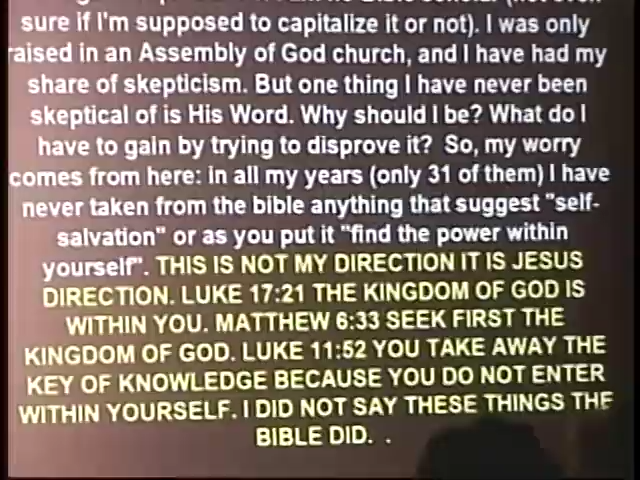 sure if I'm supposed to capitalize it or not). I was only
raised in an Assembly of God church, and I have had my
share of skepticism. But one thing I have never been
skeptical of is His Word. Why should I be? What do I
have to gain by trying to disprove it? So, my worry
comes from here: in all my years (only 31 of them) I have
never taken from the bible anything that suggest "self-
salvation" or as you put it "find the power within
yourself". THIS IS NOT MY DIRECTION IT IS JESUS
DIRECTION. LUKE 17:21 THE KINGDOM OF GOD IS
WITHIN YOU. MATTHEW 6:33 SEEK FIRST THE
KINGDOM OF GOD. LUKE 11:52 YOU TAKE AWAY THE
KEY OF KNOWLEDGE BECAUSE YOU DO NOT ENTER
WITHIN YOURSELF. I DID NOT SAY THESE THINGS THE
BIBLE DID. .